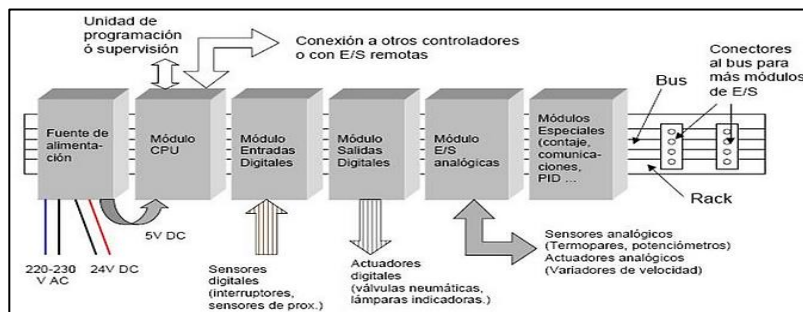 Unidad de
programación
ó supervisión
Conexión a otros controladores
o con E/S remotas
Conectores
al bus para
más módulos
de E/S
Bus
Fuente de
alimentación
Módulo
CPU
Módulo
Entradas
Digitales
Módulo
Salidas
Digitales
Módulo
E/S
analógicas
Módulos
Especiales
(contaje,
comunica-
ciones,
PID ...
Rack
5V DC
220-230
V AC
24V DC
Sensores
digitales
(interruptores,
sensores de prox.)
Actuadores
digitales
(válvulas neumáticas,
lámparas indicadoras.)
Sensores analógicos
(Termopares, potenciómetros)
Actuadores analógicos
(Variadores de velocidad)